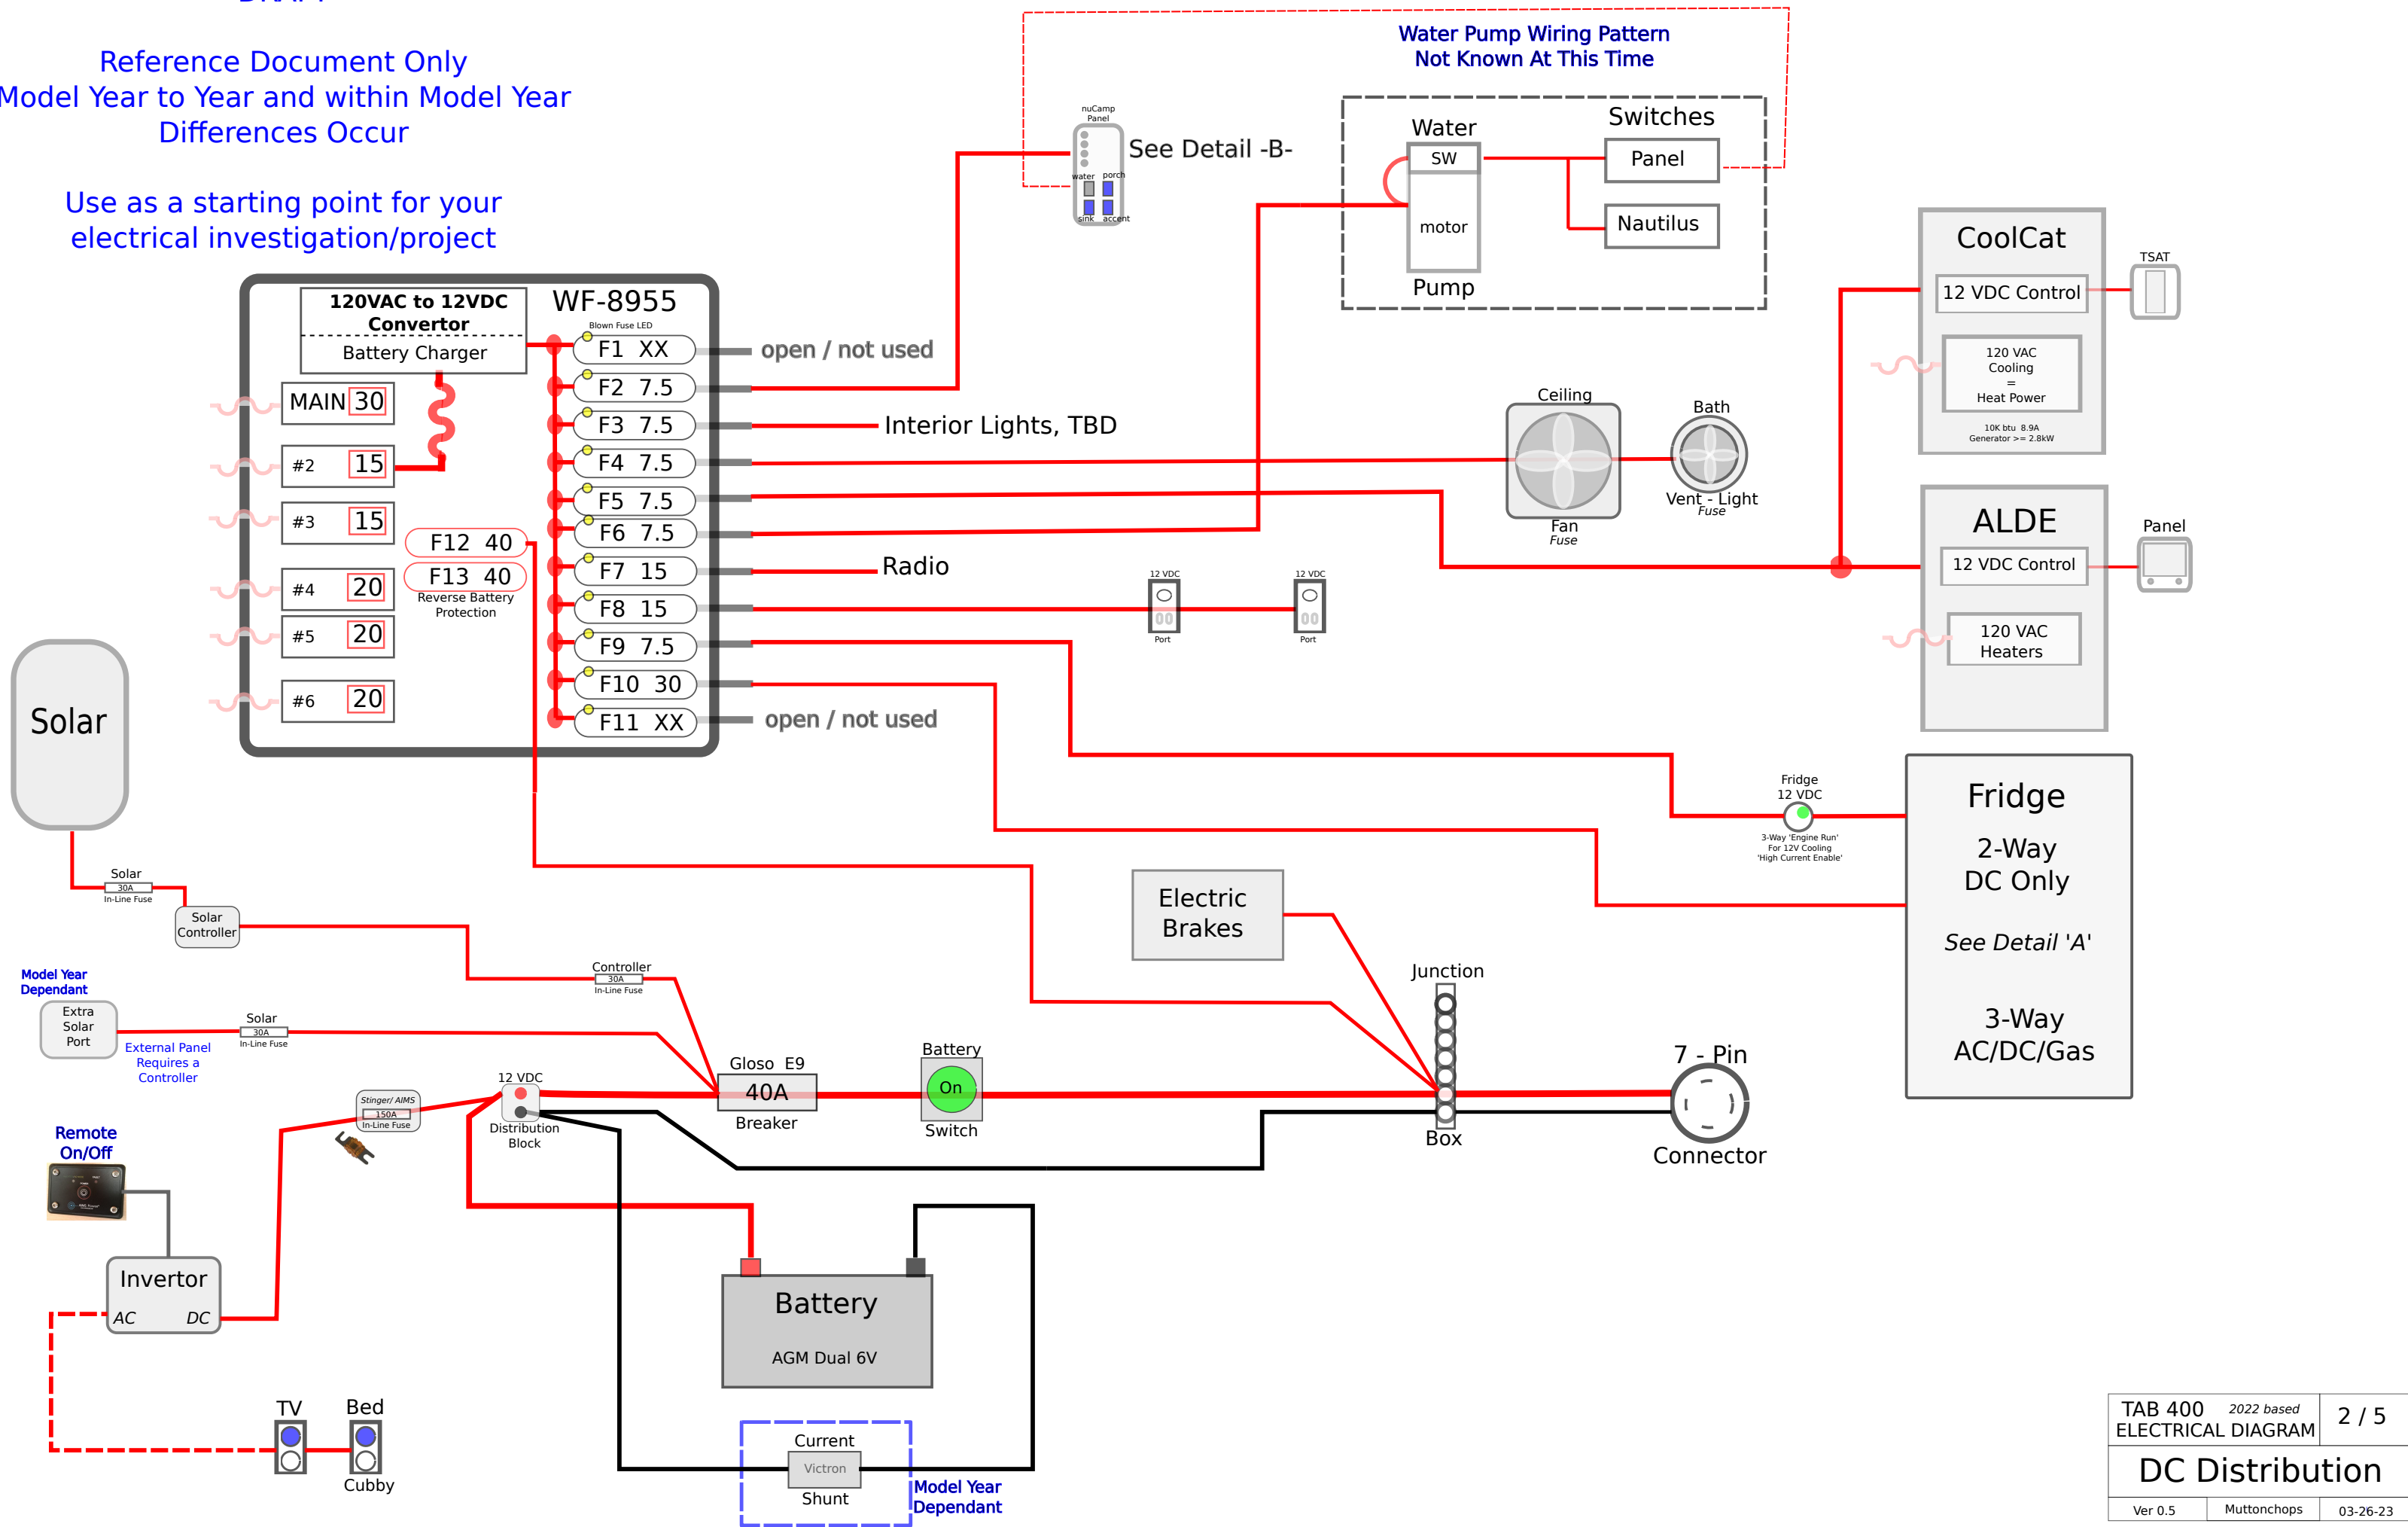 Reference Document Only
Model Year to Year and within Model Year
Differences Occur
Use as a starting point for your
electrical investigation/project
Water Pump Wiring Pattern
Not Known At This Time
nuCamp
Panel
water porch
sink accent
See Detail -B-
Water
SW
motor
Pump
Switches
Panel
Nautilus
CoolCat
12 VDC Control
TSAT
120 VAC
Cooling
=
Heat Power
10K btu 8.9A
Generator >= 2.8kW
120VAC to 12VDC
Convertor
Battery Charger
WF-8955
Blown Fuse LED
MAIN 30
#2 15
#3 15
#4 20
#5 20
#6 20
F12 40
F13 40
Reverse Battery
Protection
F1 XX
F2 7.5
F3 7.5
F4 7.5
F5 7.5
F6 7.5
F7 15
F8 15
F9 7.5
F10 30
F11 XX
open / not used
Interior Lights, TBD
Radio
open / not used
Ceiling
Fan
Fuse
Bath
Vent - Light
Fuse
12 VDC
Port
12 VDC
Port
ALDE
12 VDC Control
Panel
120 VAC
Heaters
Fridge
12 VDC
3-Way 'Engine Run'
For 12V Cooling
'High Current Enable'
Fridge
2-Way
DC Only
See Detail 'A'
3-Way
AC/DC/Gas
Solar
Solar
30A
In-Line Fuse
Solar
Controller
Controller
30A
In-Line Fuse
Model Year
Dependant
Extra
Solar
Port
Solar
30A
In-Line Fuse
External Panel
Requires a
Controller
Electric
Brakes
Junction
Box
7 - Pin
Connector
Gloso E9
40A
Breaker
Battery
On
Switch
12 VDC
Distribution
Block
Stinger/ AIMS
150A
In-Line Fuse
Remote
On/Off
Invertor
AC DC
Battery
AGM Dual 6V
TV
Bed
Cubby
Current
Victron
Shunt
Model Year
Dependant
TAB 400 2022 based
ELECTRICAL DIAGRAM
2 / 5
DC Distribution
Ver 0.5
Muttonchops
03-26-23